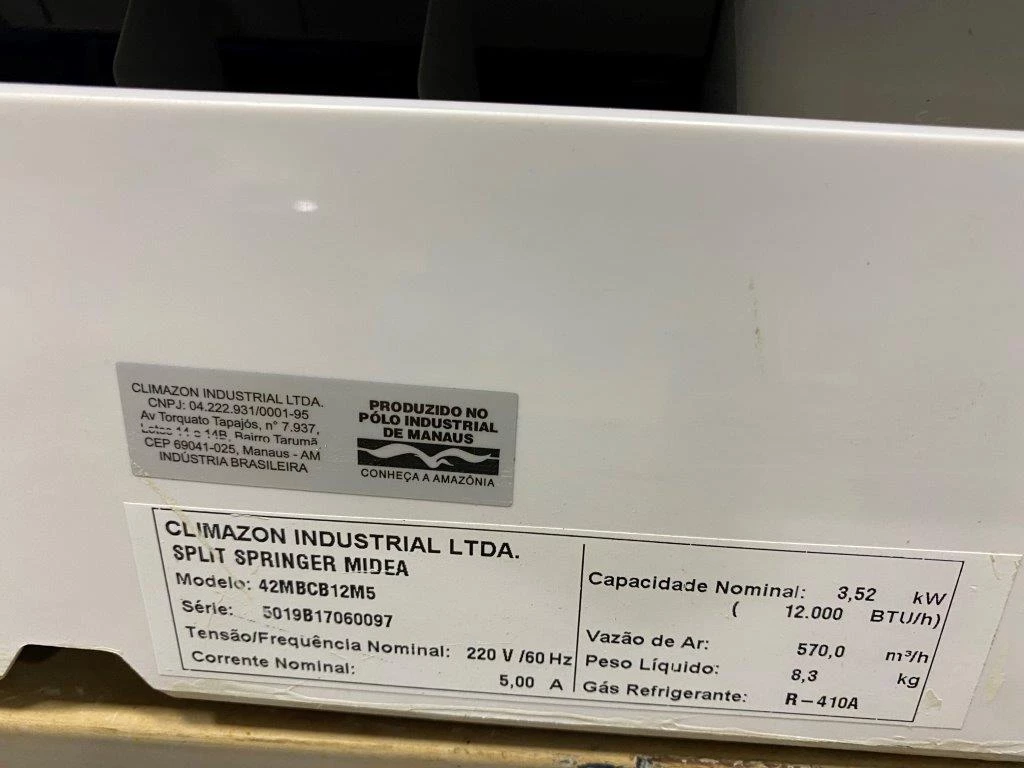 CLIMAZON INDUSTRIAL LTDA.
CNPJ: 04.222.931/0001-95
Av Torquato Tapajós, n° 7.937,
Lotes 14 e 14B, Bairro Tarumã
CEP 69041-025, Manaus - AM
INDÚSTRIA BRASILEIRA
PRODUZIDO NO
PÓLO INDUSTRIAL
DE MANAUS
CONHEÇA A AMAZÔNIA
CLIMAZON INDUSTRIAL LTDA.
SPLIT SPRINGER MIDEA
Modelo: 42MBCB12M5
Série: 5019B17060097
Tensão/Frequência Nominal: 220 V /60 Hz
Corrente Nominal: 5,00 A
Capacidade Nominal: 3,52 kW
( 12.000 BTU/h)
Vazão de Ar: 570,0 m³/h
Peso Líquido: 8,3 kg
Gás Refrigerante: R-410A